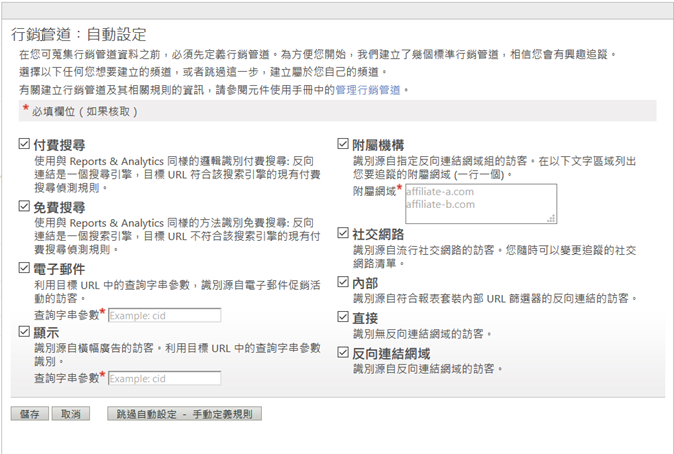 行銷管道：自動設定
在您可蒐集行銷管道資料之前，必須先定義行銷管道。為方便您開始，我們建立了幾個標準行銷管道，相信您會有興趣追蹤。
選擇以下任何您想要建立的頻道，或者跳過這一步，建立屬於您自己的頻道。
有關建立行銷管道及其相關規則的資訊，請參閱元件使用手冊中的管理行銷管道。
* 必填欄位（如果核取）
付費搜尋
使用與 Reports & Analytics 同樣的邏輯識別付費搜尋: 反向
連結是一個搜索引擎，目標 URL 符合該搜索引擎的現有付費
搜尋偵測規則。
免費搜尋
使用與 Reports & Analytics 同樣的方法識別免費搜尋: 反向
連結是一個搜索引擎，目標 URL 不符合該搜索引擎的現有付
費搜尋偵測規則。
電子郵件
利用目標 URL 中的查詢字串參數，識別源自電子郵件促銷活
動的訪客。
查詢字串參數* Example: cid
顯示
識別源自橫幅廣告的訪客。利用目標 URL 中的查詢字串參數
識別。
查詢字串參數* Example: cid
附屬機構
識別源自指定反向連結網域組的訪客。在以下文字區域列出
您要追蹤的附屬網域 (一行一個)。
附屬網域* affiliate-a.com
affiliate-b.com
社交網路
識別源自流行社交網路的訪客。您隨時可以變更追蹤的社交
網路清單。
內部
識別源自符合報表套裝內部 URL 篩選器的反向連結的訪客。
直接
識別無反向連結網域的訪客。
反向連結網域
識別源自反向連結網域的訪客。
儲存 取消 跳過自動設定 - 手動定義規則